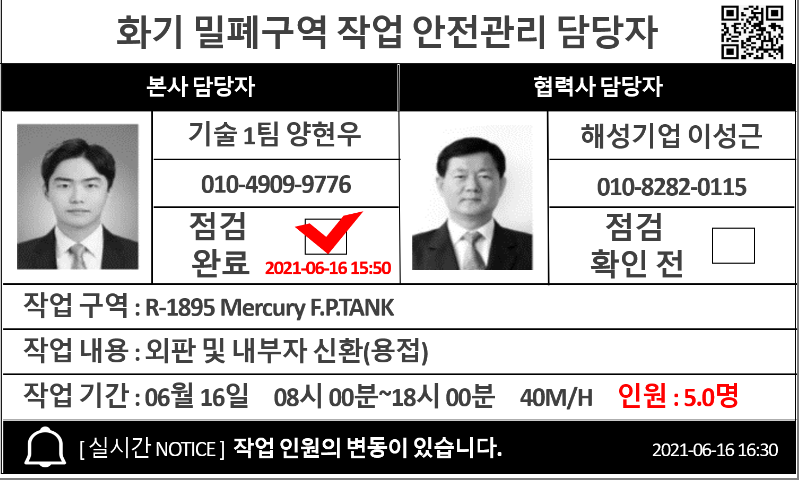 화기 밀폐구역 작업 안전관리 담당자
본사 담당자
협력사 담당자
기술 1팀 양현우
010-4909-9776
점검
완료
2021-06-16 15:50
해성기업 이성근
010-8282-0115
점검
확인 전
작업 구역 : R-1895 Mercury F.P.TANK
작업 내용 : 외판 및 내부자 신환(용접)
작업 기간 : 06월 16일 08시 00분~18시 00분 40M/H 인원 : 5.0명
[ 실시간 NOTICE ] 작업 인원의 변동이 있습니다. 2021-06-16 16:30